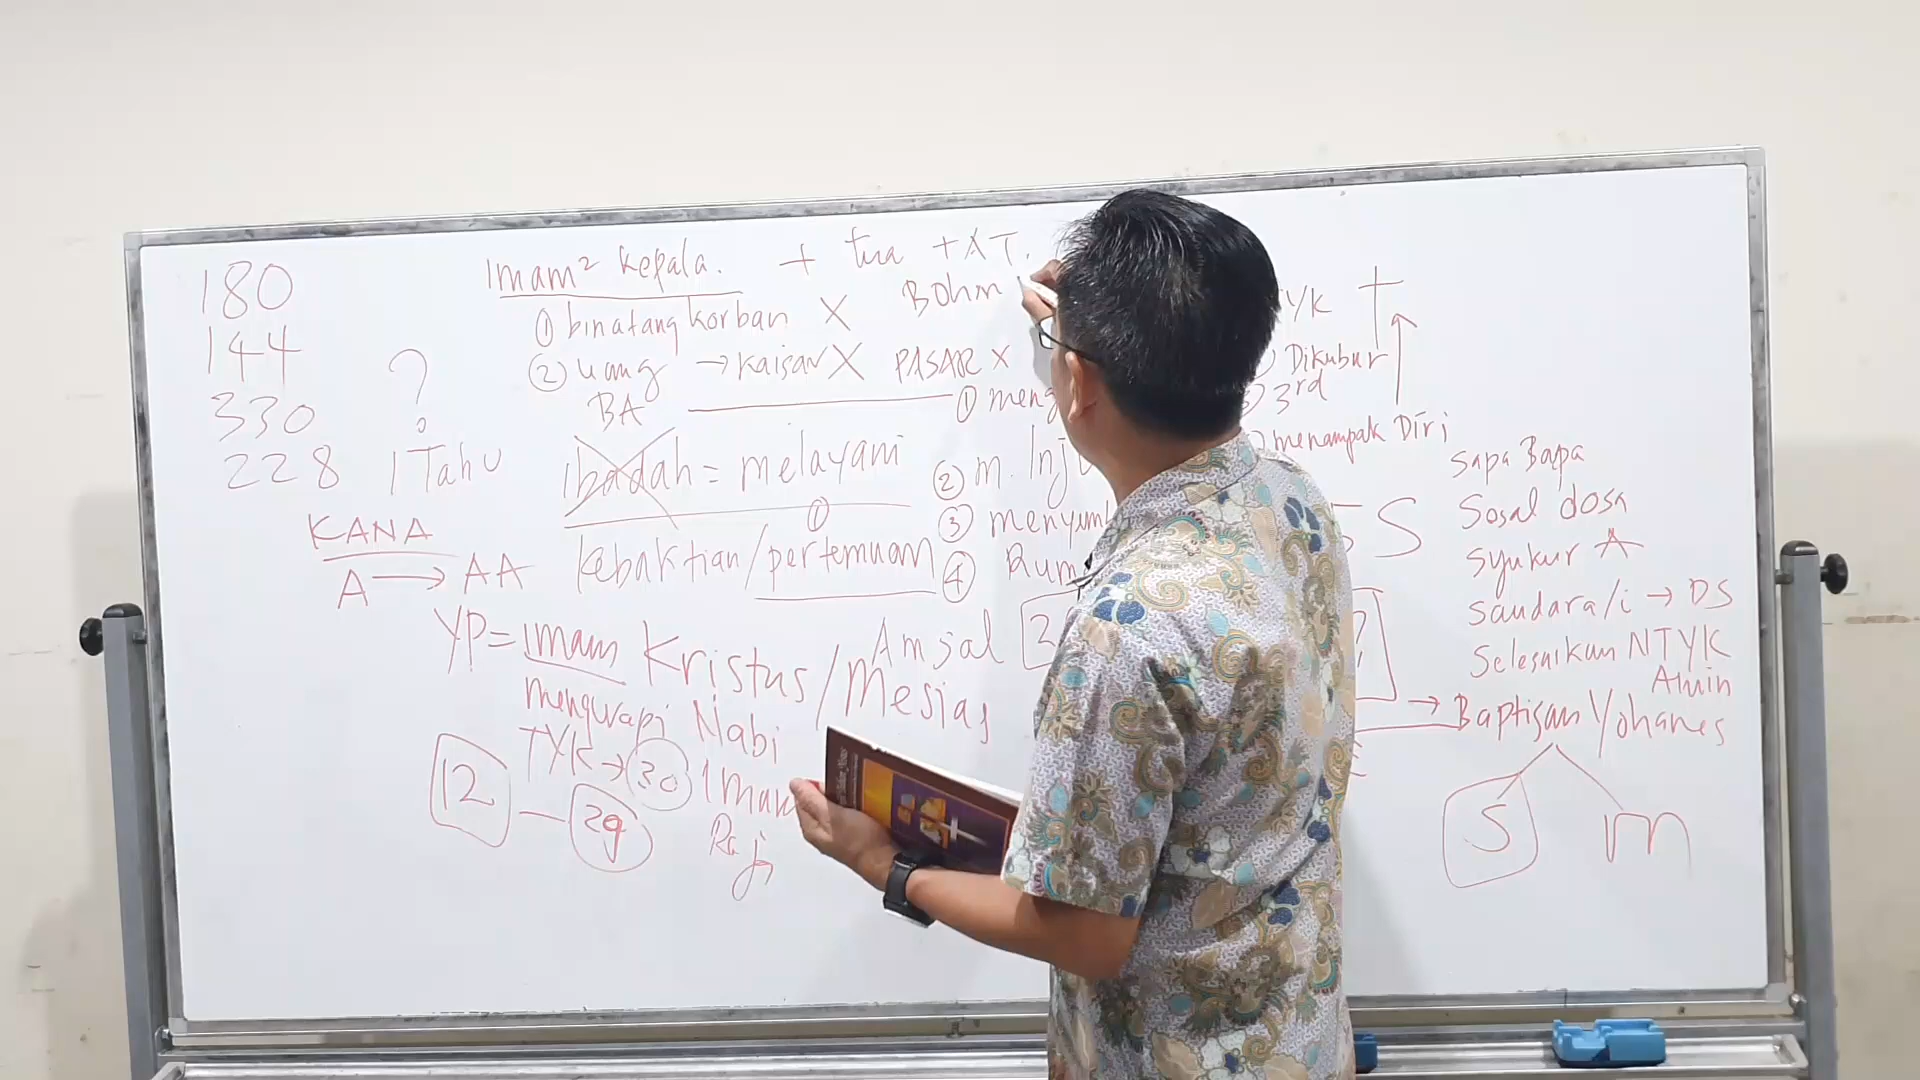 180
144
330
228
?
1 Tahu
KANA
A → AA
Imam² kepala. + tua + AT.
Bohm
① binatang korban X
② uang → kaisar X PASAR X
BA
Ibadah = melayani
①
kebaktian/pertemuan
① meng
② m. Inj
③ menyemb
④ Rum
YP = imam Kristus/Mesias
Amsal
mengurapi Nabi
TYK → 30 Imam
12 — 29 Raja
YK
Dikubur
3rd
menampak Diri
S
?
Sapa Bapa
Sosal dosa
Syukur A
Saudara/i → DS
Selesaikan NTYK
Amin
→ Baptisan Yohanes
S m